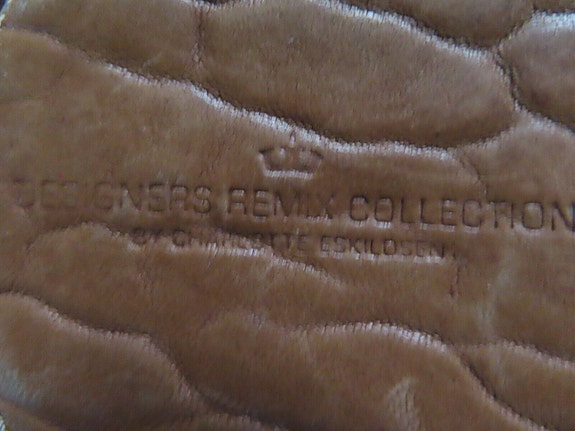 DESIGNERS REMIX COLLECTION
BY CHARLOTTE ESKILDSEN